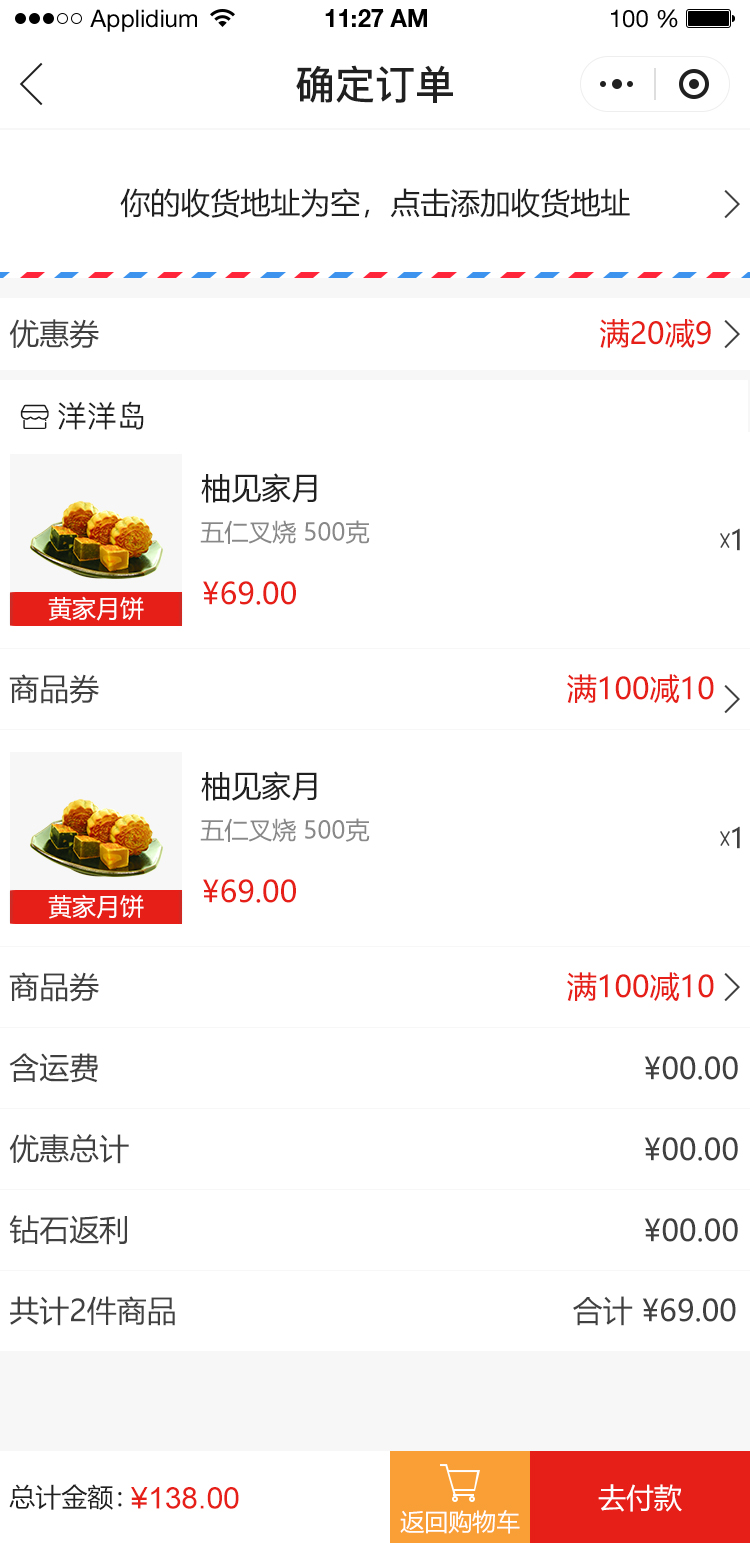 Applidium 11:27 AM 100 %
确定订单
你的收货地址为空，点击添加收货地址
优惠券 满20减9
洋洋岛
柚见家月
五仁叉烧 500克
x1
¥69.00
黄家月饼
商品券 满100减10
柚见家月
五仁叉烧 500克
x1
¥69.00
黄家月饼
商品券 满100减10
含运费 ¥00.00
优惠总计 ¥00.00
钻石返利 ¥00.00
共计2件商品 合计 ¥69.00
总计金额：¥138.00
返回购物车
去付款